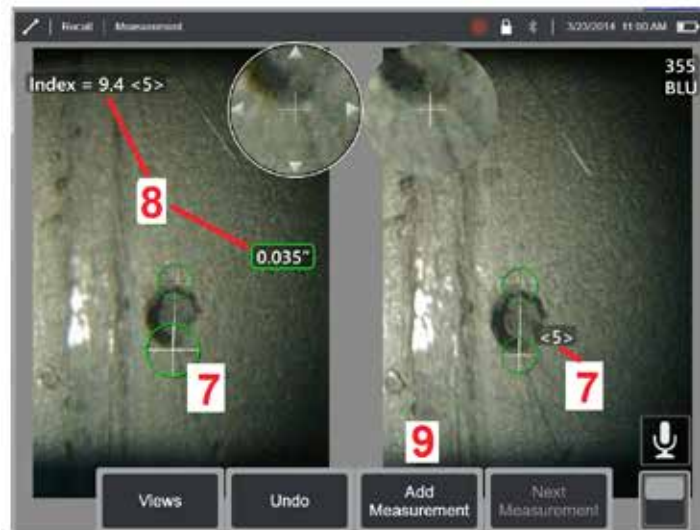 Recall Measurement 3/23/2014 11:00 AM
Index = 9.4 <5>
355
BLU
8
0.035"
<5>
7
7
9
Views
Undo
Add
Measurement
Next
Measurement